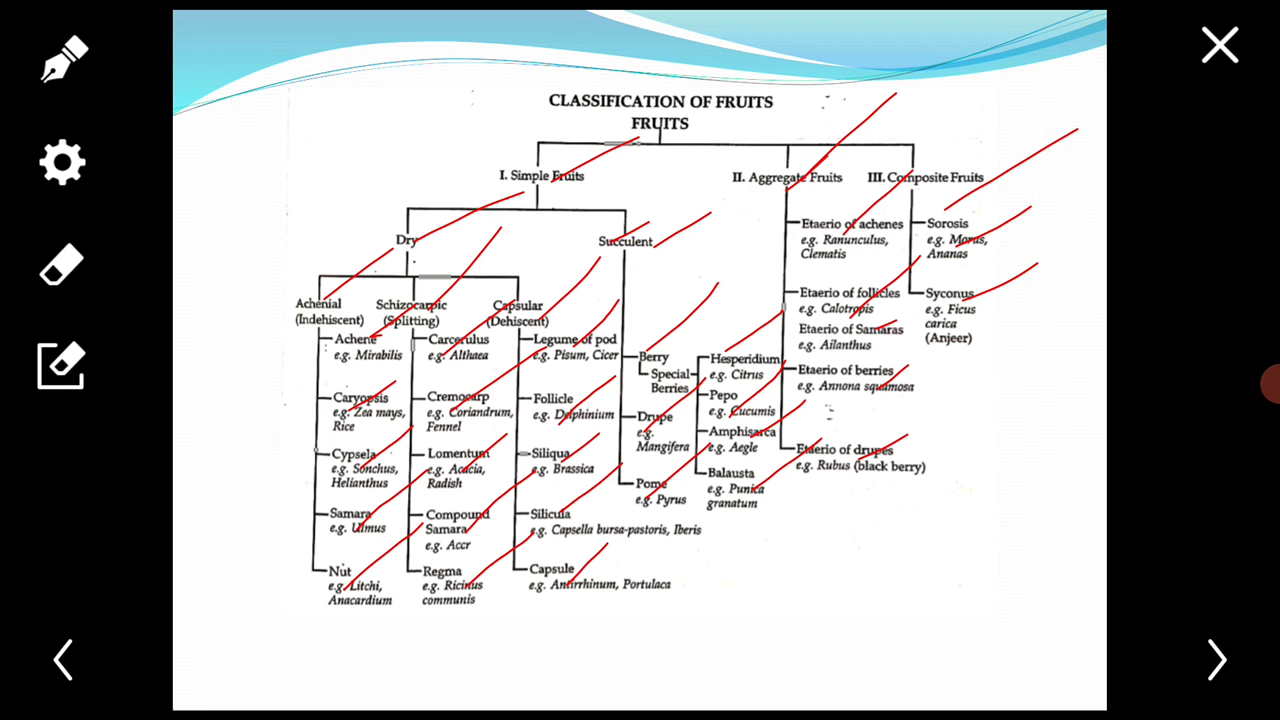 CLASSIFICATION OF FRUITS
FRUITS
I. Simple Fruits
II. Aggregate Fruits
III. Composite Fruits
Dry
Succulent
Achenial
(Indehiscent)
Schizocarpic
(Splitting)
Capsular
(Dehiscent)
Achene
e.g. Mirabilis
Caryopsis
e.g. Zea mays,
Rice
Cypsela
e.g. Sonchus,
Helianthus
Samara
e.g. Ulmus
Nut
e.g. Litchi,
Anacardium
Carcerulus
e.g. Althaea
Cremocarp
e.g. Coriandrum,
Fennel
Lomentum
e.g. Acacia,
Radish
Compound
Samara
e.g. Accr
Regma
e.g. Ricinus
communis
Legume of pod
e.g. Pisum, Cicer
Follicle
e.g. Delphinium
Siliqua
e.g. Brassica
Silicula
e.g. Capsella bursa-pastoris, Iberis
Capsule
e.g. Antirrhinum, Portulaca
Berry
Special
Berries
Drupe
e.g.
Mangifera
Pome
e.g. Pyrus
Hesperidium
e.g. Citrus
Pepo
e.g. Cucumis
Amphisarca
e.g. Aegle
Balausta
e.g. Punica
granatum
Etaerio of achenes
e.g. Ranunculus,
Clematis
Etaerio of follicles
e.g. Calotropis
Etaerio of Samaras
e.g. Ailanthus
Etaerio of berries
e.g. Annona squamosa
Etaerio of drupes
e.g. Rubus (black berry)
Sorosis
e.g. Morus,
Ananas
Syconus
e.g. Ficus
carica
(Anjeer)